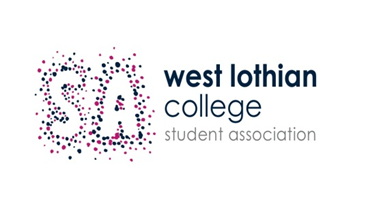 SA
west lothian
college
student association